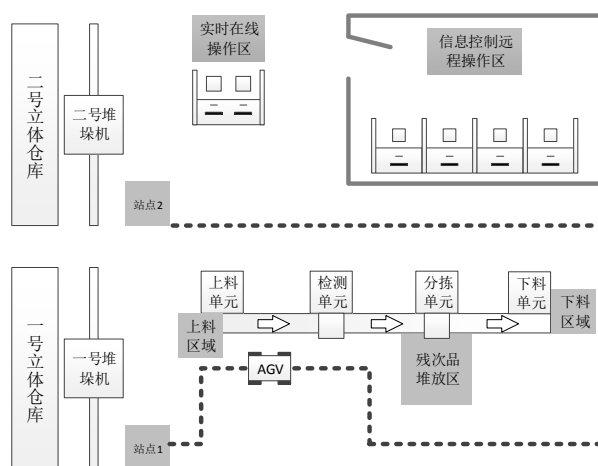 实时在线
操作区
信息控制远
程操作区
二号立体仓库
二号堆
垛机
站点2
上料
单元
检测
单元
分拣
单元
下料
单元
上料
区域
下料
区域
一号立体仓库
一号堆
垛机
AGV
残次品
堆放区
站点1